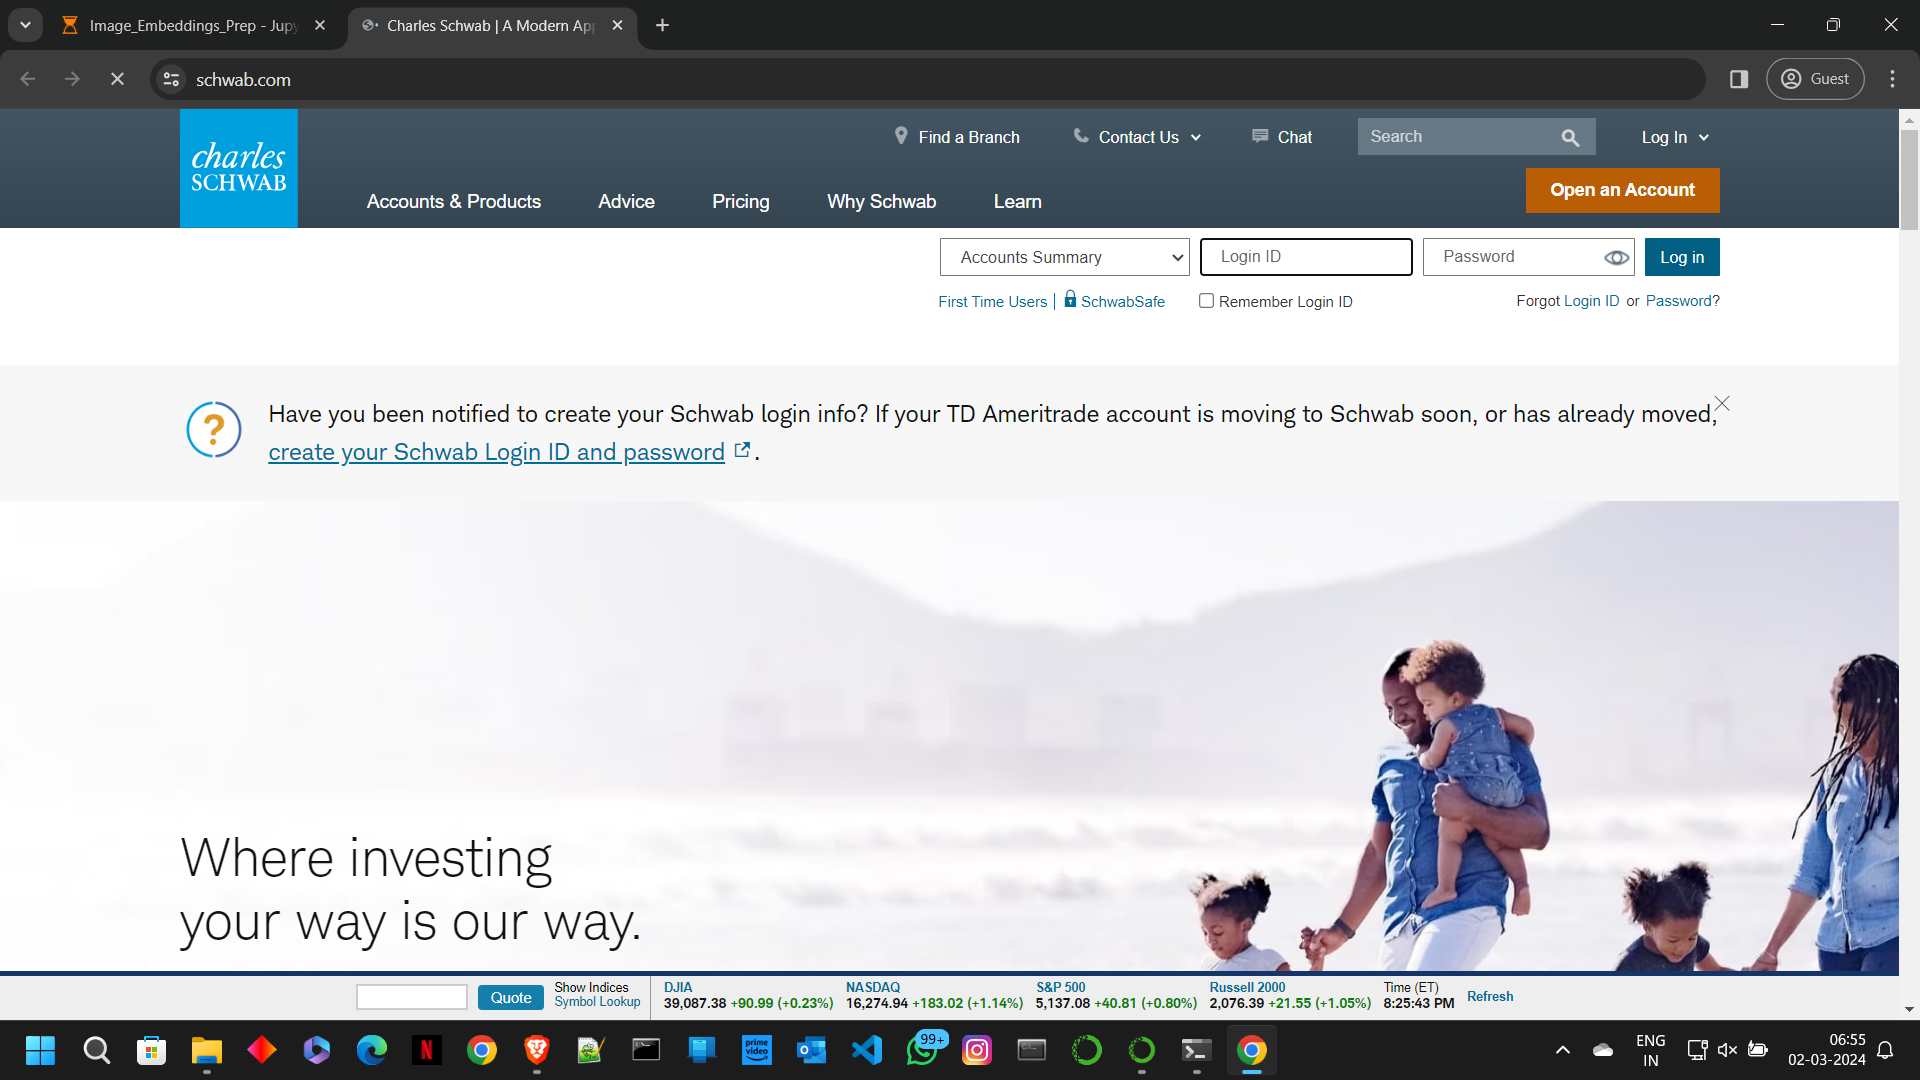 Image_Embeddings_Prep - Jupy
Charles Schwab | A Modern App
schwab.com
Guest
charles
SCHWAB
Find a Branch
Contact Us
Chat
Search
Log In
Accounts & Products
Advice
Pricing
Why Schwab
Learn
Open an Account
Accounts Summary
Login ID
Password
Log in
First Time Users
SchwabSafe
Remember Login ID
Forgot Login ID or Password?
Have you been notified to create your Schwab login info? If your TD Ameritrade account is moving to Schwab soon, or has already moved,
create your Schwab Login ID and password .
Where investing
your way is our way.
Quote
Show Indices
Symbol Lookup
DJIA
39,087.38 +90.99 (+0.23%)
NASDAQ
16,274.94 +183.02 (+1.14%)
S&P 500
5,137.08 +40.81 (+0.80%)
Russell 2000
2,076.39 +21.55 (+1.05%)
Time (ET)
8:25:43 PM
Refresh
prime
video
99+
ENG
IN
06:55
02-03-2024